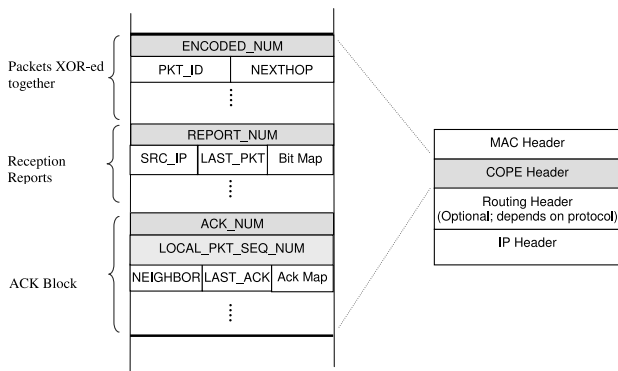 ENCODED_NUM
Packets XOR-ed
together
PKT_ID NEXTHOP
REPORT_NUM
Reception
Reports
SRC_IP LAST_PKT Bit Map
ACK_NUM
LOCAL_PKT_SEQ_NUM
ACK Block
NEIGHBOR LAST_ACK Ack Map
MAC Header
COPE Header
Routing Header
(Optional; depends on protocol)
IP Header